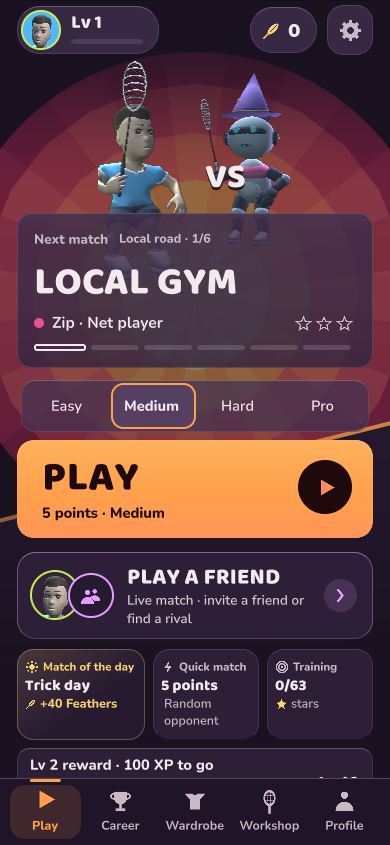 Lv 1
0
VS
Next match Local road · 1/6
LOCAL GYM
Zip · Net player
Easy Medium Hard Pro
PLAY
5 points · Medium
PLAY A FRIEND
Live match · invite a friend or
find a rival
Match of the day
Trick day
+40 Feathers
Quick match
5 points
Random
opponent
Training
0/63
stars
Lv 2 reward · 100 XP to go
Play Career Wardrobe Workshop Profile